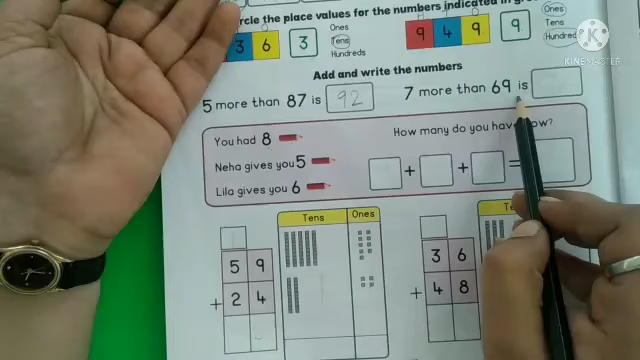 ircle the place values for the numbers indicated in gre
3 6 3 Ones Tens Hundreds
9 4 9 9 Ones Tens Hundred
KINEMASTER
Add and write the numbers
5 more than 87 is 92
7 more than 69 is
You had 8
Neha gives you 5
Lila gives you 6
How many do you have now?
+ + =
Tens Ones
5 9
+ 2 4
Te
3 6
+ 4 8